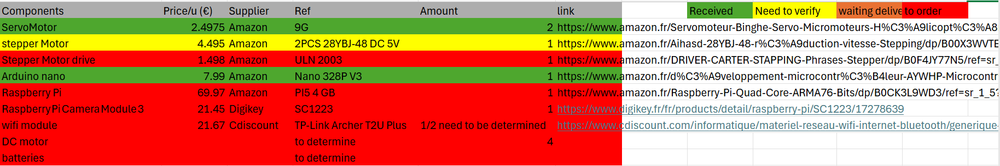 Components Price/u (€) Supplier Ref Amount link Received Need to verify waiting delive to order
ServoMotor 2.4975 Amazon 9G 2 https://www.amazon.fr/Servomoteur-Binghe-Servo-Micromoteurs-H%C3%A9licopt%C3%A8
stepper Motor 4.495 Amazon 2PCS 28YBJ-48 DC 5V 1 https://www.amazon.fr/Aihasd-28YBJ-48-r%C3%A9duction-vitesse-Stepping/dp/B00X3WVTE
Stepper Motor drive 1.498 Amazon ULN 2003 1 https://www.amazon.fr/DRIVER-CARTER-STAPPING-Phrases-Stepper/dp/B0F4JY77N5/ref=sr_
Arduino nano 7.99 Amazon Nano 328P V3 1 https://www.amazon.fr/d%C3%A9veloppement-microcontr%C3%B4leur-AYWHP-Microcontr
Raspberry Pi 69.97 Amazon PI5 4 GB 1 https://www.amazon.fr/Raspberry-Pi-Quad-Core-ARMA76-Bits/dp/B0CK3L9WD3/ref=sr_1_5?
Raspberry Pi Camera Module 3 21.45 Digikey SC1223 1 https://www.digikey.fr/fr/products/detail/raspberry-pi/SC1223/17278639
wifi module 21.67 Cdiscount TP-Link Archer T2U Plus 1/2 need to be determined https://www.cdiscount.com/informatique/materiel-reseau-wifi-internet-bluetooth/generique-
DC motor to determine 4
batteries to determine